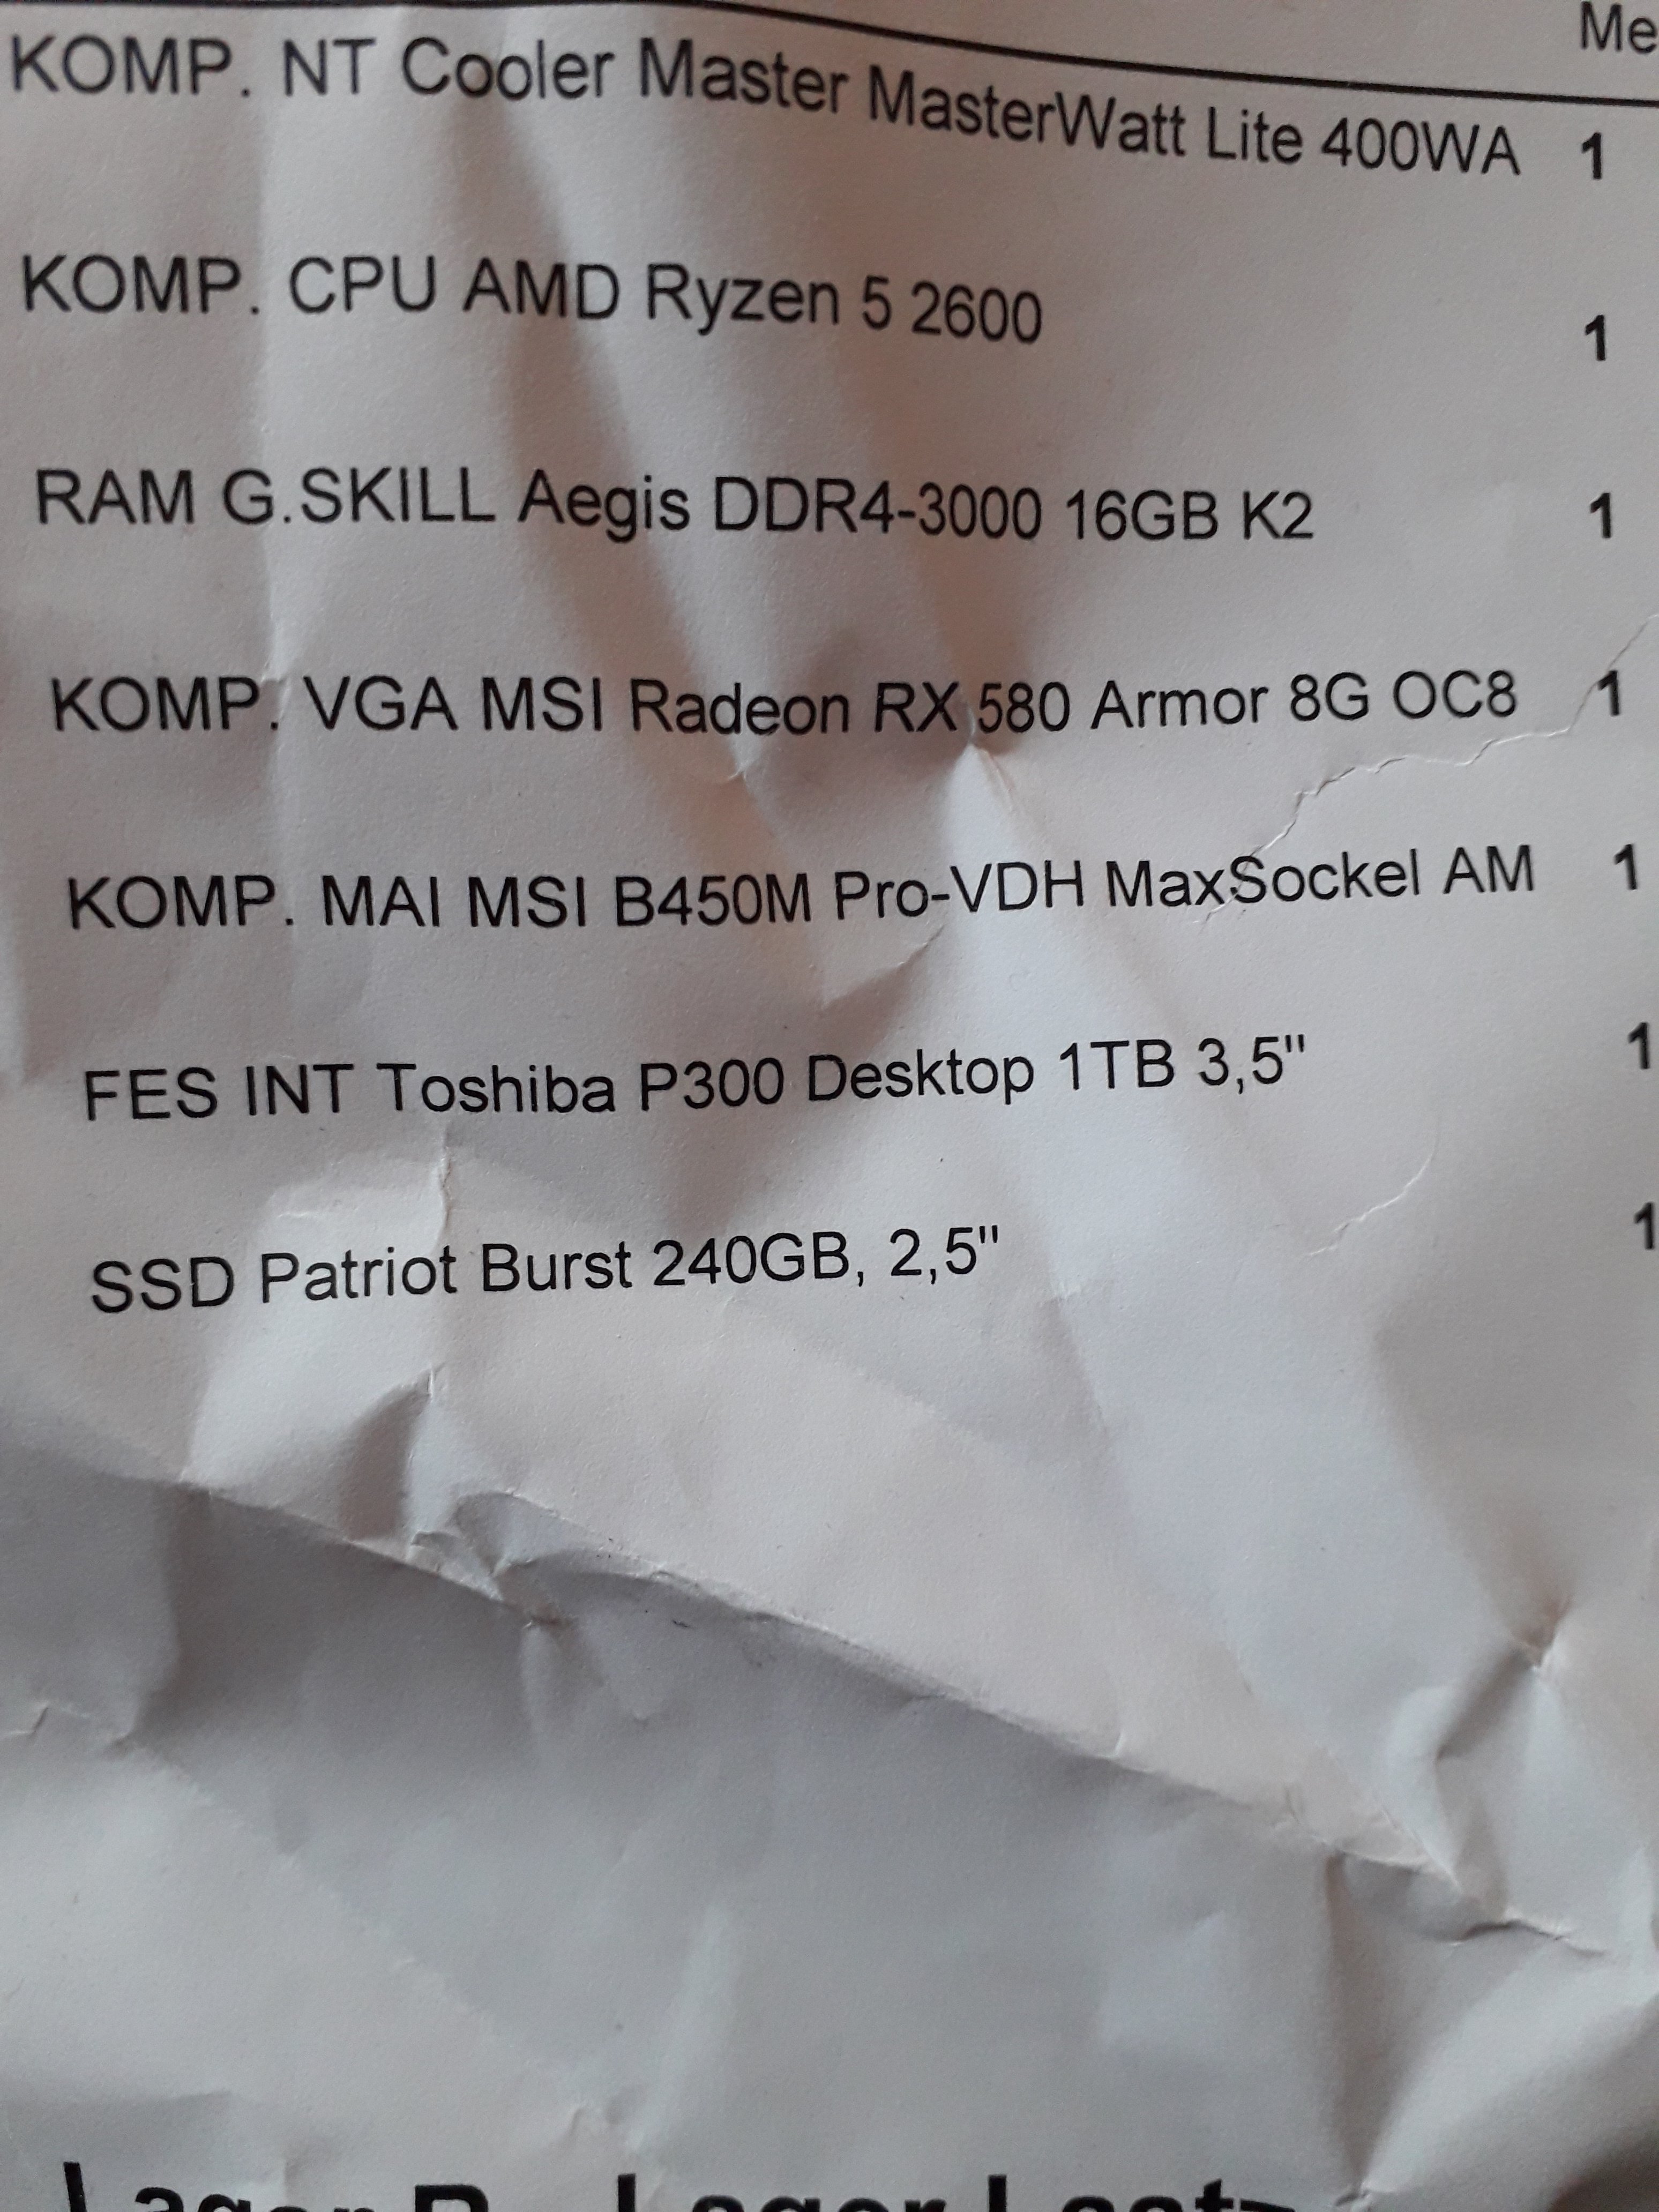 Me
KOMP. NT Cooler Master MasterWatt Lite 400WA 1
KOMP. CPU AMD Ryzen 5 2600 1
RAM G.SKILL Aegis DDR4-3000 16GB K2 1
KOMP. VGA MSI Radeon RX 580 Armor 8G OC8 1
KOMP. MAI MSI B450M Pro-VDH MaxSockel AM 1
FES INT Toshiba P300 Desktop 1TB 3,5" 1
SSD Patriot Burst 240GB, 2,5" 1
Lager Lager